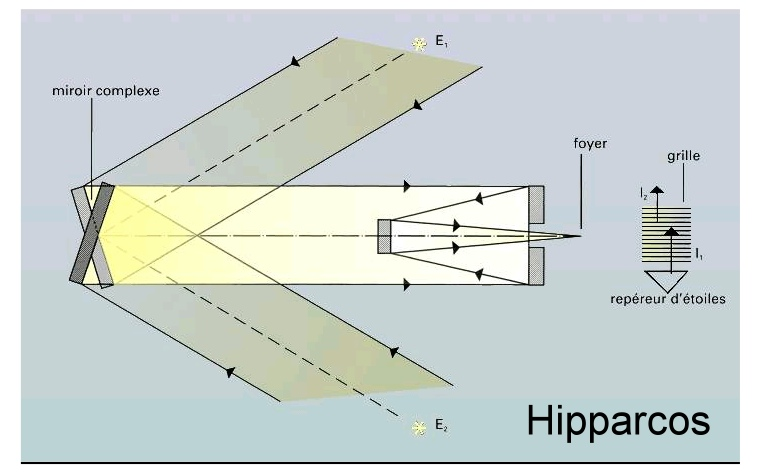 E₁
miroir complexe
foyer
grille
I₂
I₁
repéreur d'étoiles
E₂
Hipparcos